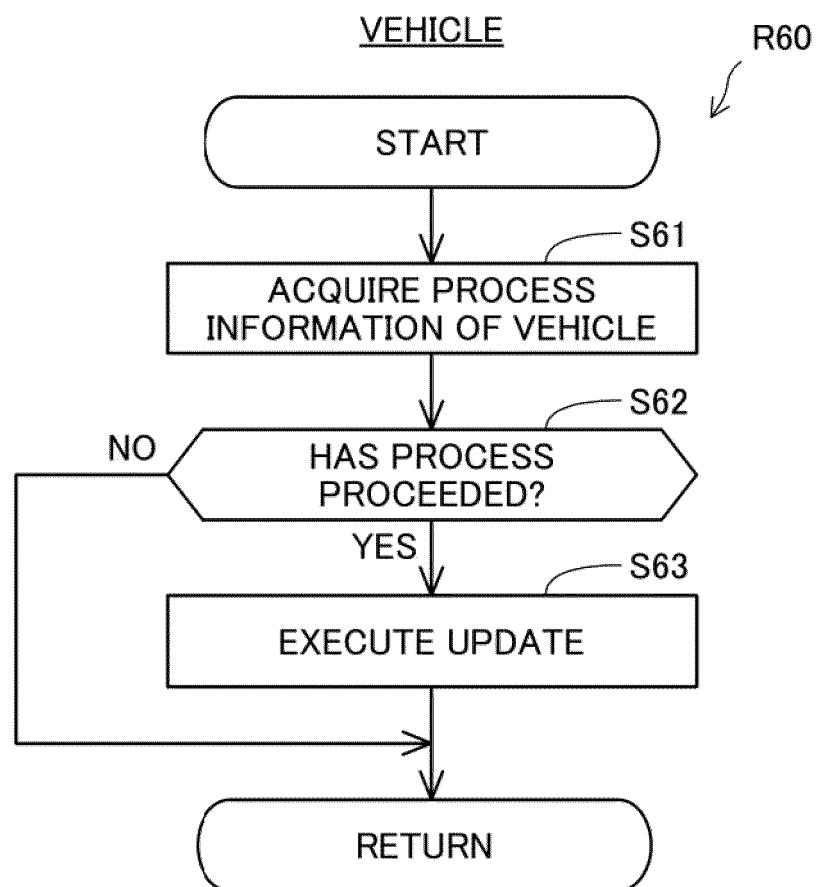 VEHICLE
R60
START
S61
ACQUIRE PROCESS
INFORMATION OF VEHICLE
S62
NO
HAS PROCESS
PROCEEDED?
YES
S63
EXECUTE UPDATE
RETURN